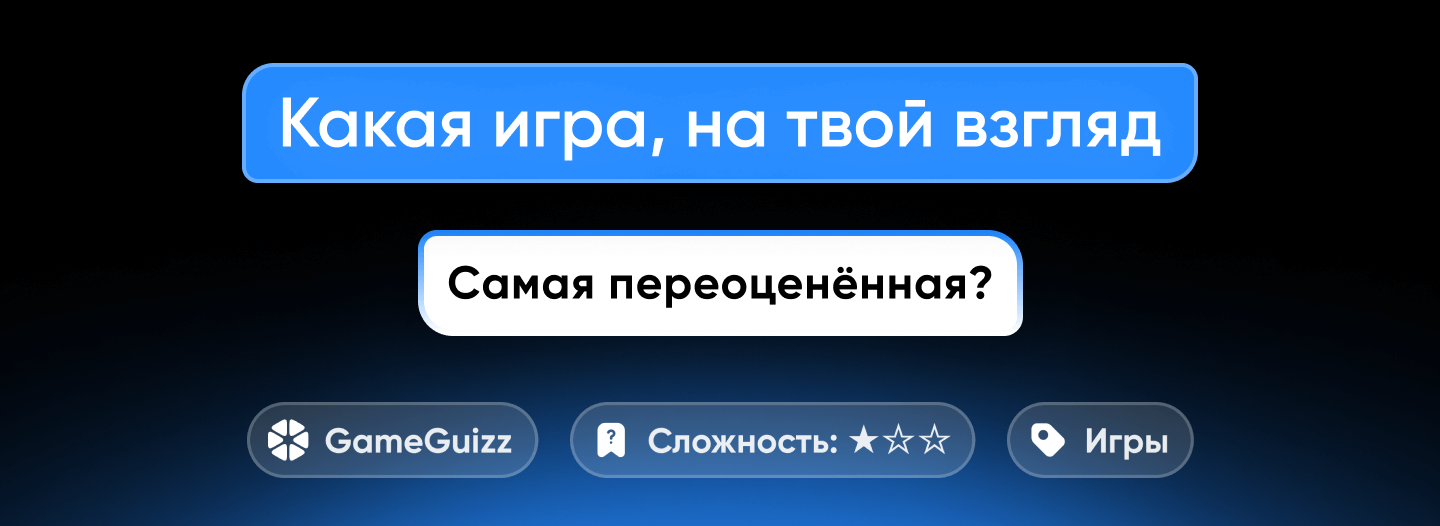 Какая игра, на твой взгляд
Самая переоценённая?
GameGuizz
Сложность: ★☆☆
Игры